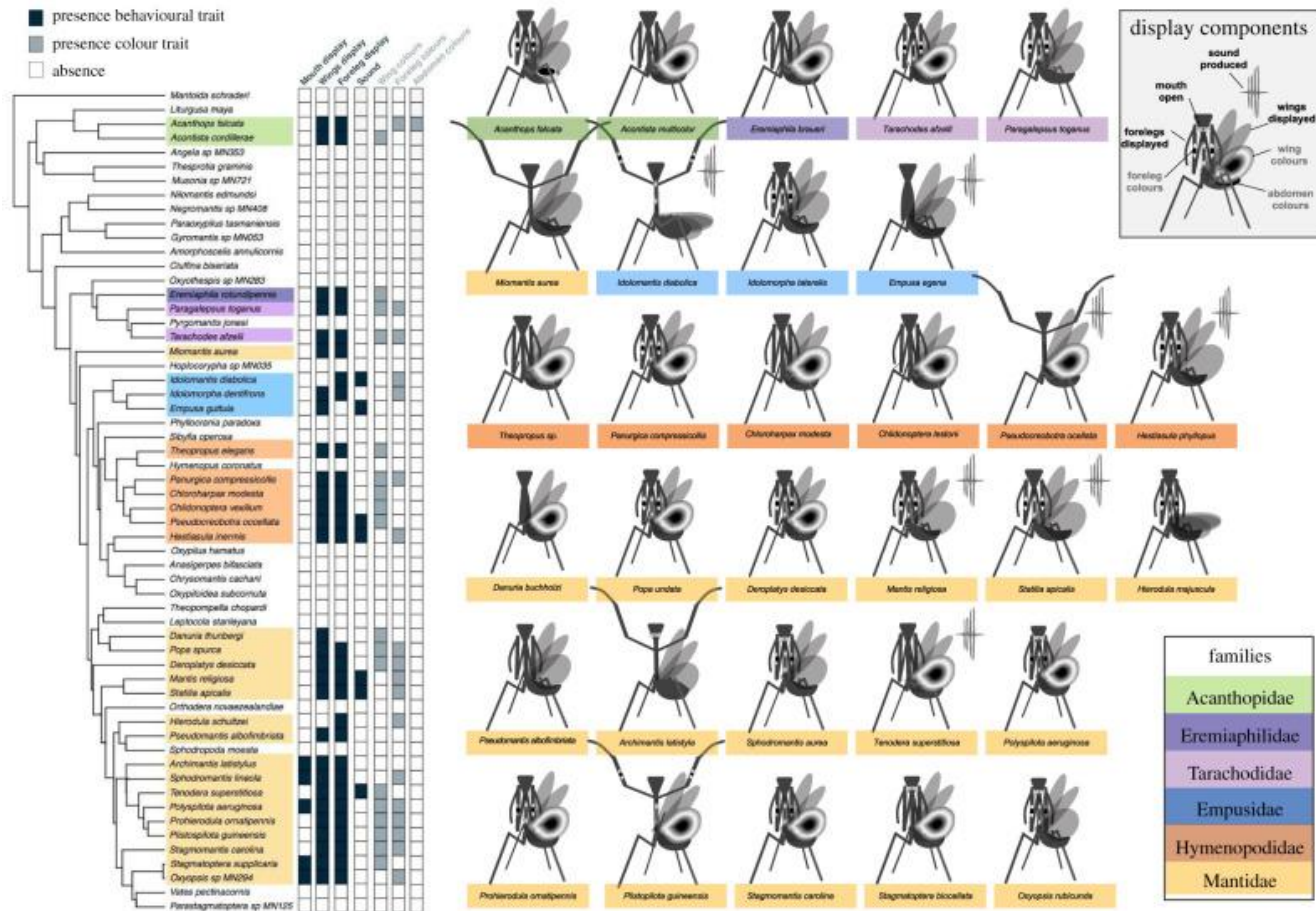 presence behavioural trait
presence colour trait
absence
Mouth display
Wings display
Foreleg display
Sound
Wing colours
Foreleg colours
Abdomen colours
Mantoida schraderi
Liturgusa maya
Acanthops falcata
Acontista cordillerae
Angela sp MN353
Thesprotia graminis
Musonia sp MN721
Nilomantis edmundsi
Negromantis sp MN408
Paraoxypilus tasmaniensis
Gyromantis sp MN053
Amorphoscelis annulicornis
Ciulfina biseriata
Oxyothespis sp MN283
Eremiaphila rotundipennis
Paragalepsus toganus
Pyrgomantis jonesi
Tarachodes afzelii
Miomantis aurea
Hoplocorypha sp MN035
Idolomantis diabolica
Idolomorpha dentifrons
Empusa guttula
Phyllocrania paradoxa
Sibylla operosa
Theopropus elegans
Hymenopus coronatus
Panurgica compressicollis
Chloroharpax modesta
Chlidonoptera vexillum
Pseudocreobotra occellata
Hestiasula inermis
Oxypilus hamatus
Anasigerpes bifasciata
Chrysomantis cachani
Oxypiloidea subcornuta
Theopompella chopardi
Leptocola stanleyana
Danuria thunbergi
Popa spurca
Deroplatys desiccata
Mantis religiosa
Statilia apicalis
Orthodera novaezealandiae
Hierodula schultzei
Pseudomantis albofimbriata
Sphodropoda moesta
Archimantis latistylus
Sphodromantis lineola
Tenodera superstitiosa
Polyspilota aeruginosa
Prohierodula ornatipennis
Plistospilota guineensis
Stagmomantis carolina
Stagmatoptera supplicaria
Oxyopsis sp MN294
Vates pectinacornis
Parastagmatoptera sp MN125
Acanthops falcata
Acontista multicolor
Eremiaphila braueri
Tarachodes afzelii
Paragalepsus toganus
Miomantis aurea
Idolomantis diabolica
Idolomorpha lateralis
Empusa egena
Theopropus sp.
Panurgica compressicollis
Chloroharpax modesta
Chlidonoptera lestoni
Pseudocreobotra ocellata
Hestiasula phyllopus
Danuria buchholzi
Popa undata
Deroplatys desiccata
Mantis religiosa
Statilia apicalis
Hierodula majuscula
Pseudomantis albofimbriata
Archimantis latistyla
Sphodromantis aurea
Tenodera superstitiosa
Polyspilota aeruginosa
Prohierodula ornatipennis
Plistopilota guineensis
Stagmomantis carolina
Stagmatoptera biocellata
Oxyopsis rubicunda
display components
sound
produced
mouth
open
wings
displayed
forelegs
displayed
wing
colours
foreleg
colours
abdomen
colours
families
Acanthopidae
Eremiaphilidae
Tarachodidae
Empusidae
Hymenopodidae
Mantidae